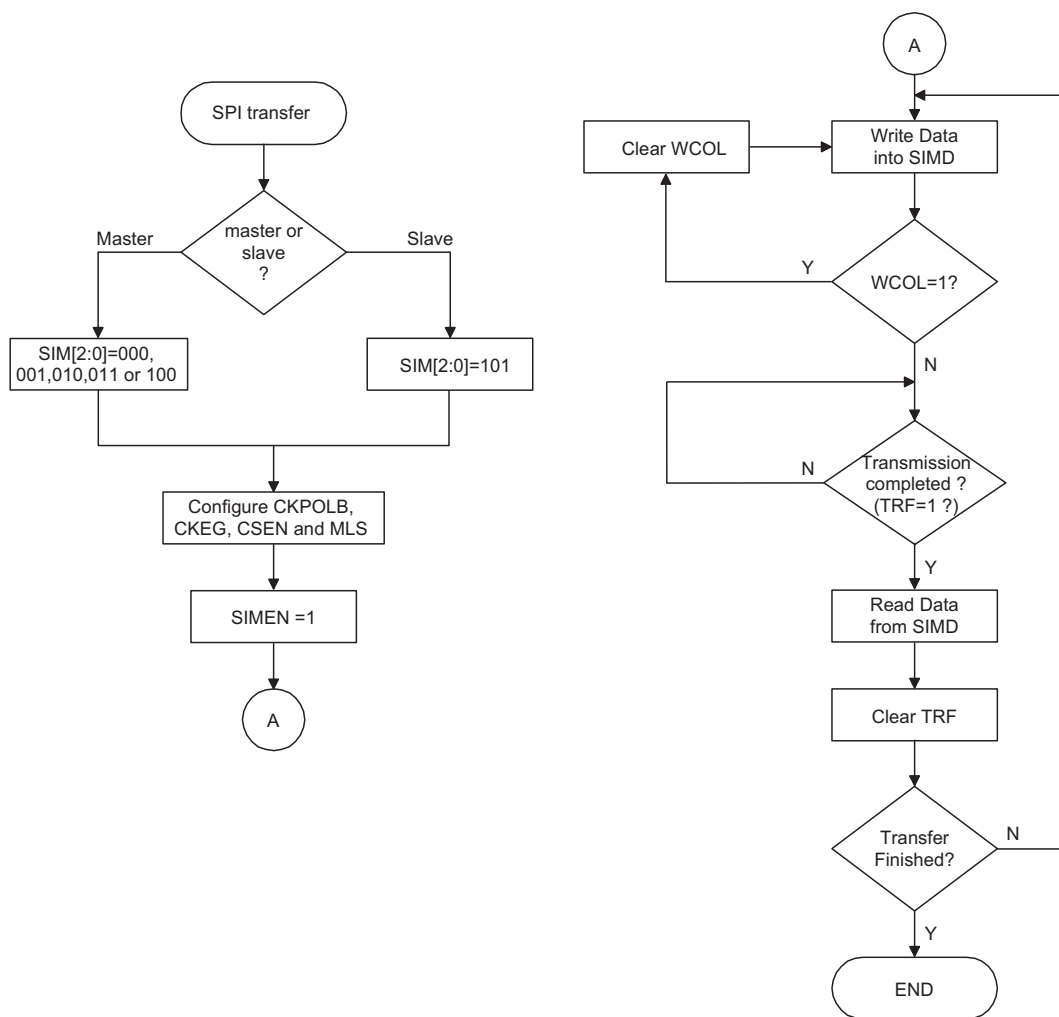 SPI transfer
master or
slave
?
Master
Slave
SIM[2:0]=000,
001,010,011 or 100
SIM[2:0]=101
Configure CKPOLB,
CKEG, CSEN and MLS
SIMEN =1
A
A
Clear WCOL
Write Data
into SIMD
Y
WCOL=1?
N
N
Transmission
completed ?
(TRF=1 ?)
Y
Read Data
from SIMD
Clear TRF
Transfer
Finished?
N
Y
END